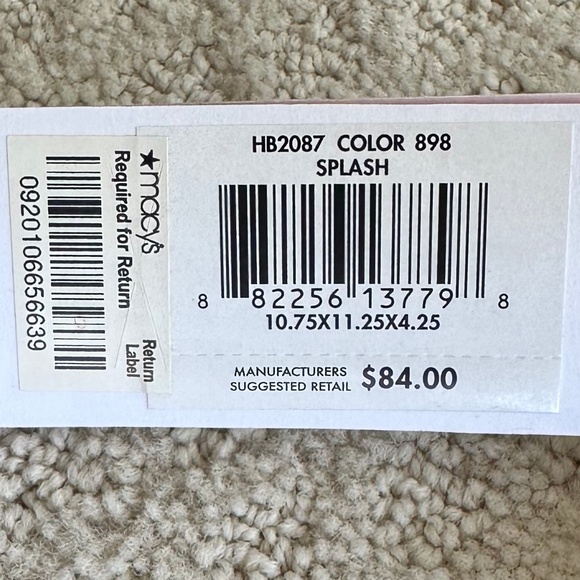 ★macy's
Required for Return
Return
Label
0920106656639
HB2087 COLOR 898
SPLASH
8 82256 13779 8
10.75X11.25X4.25
MANUFACTURERS
SUGGESTED RETAIL $84.00